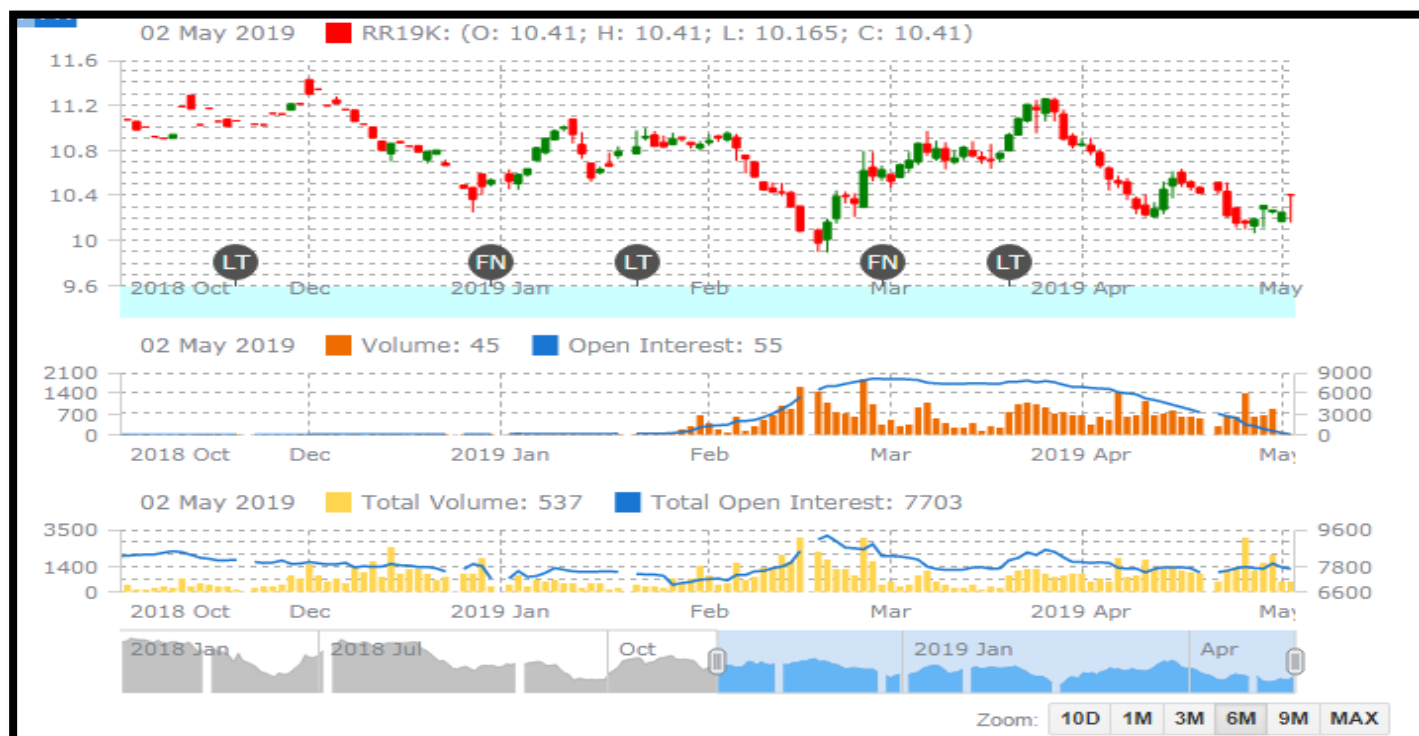 02 May 2019 RR19K: (O: 10.41; H: 10.41; L: 10.165; C: 10.41)
11.6
11.2
10.8
10.4
10
9.6
LT FN LT FN LT
2018 Oct Dec 2019 Jan Feb Mar 2019 Apr May
02 May 2019 Volume: 45 Open Interest: 55
2100 9000
1400 6000
700 3000
0 0
2018 Oct Dec 2019 Jan Feb Mar 2019 Apr May
02 May 2019 Total Volume: 537 Total Open Interest: 7703
3500 9600
1400 7800
0 6600
2018 Oct Dec 2019 Jan Feb Mar 2019 Apr May
2018 Jan 2018 Jul Oct 2019 Jan Apr
Zoom: 10D 1M 3M 6M 9M MAX